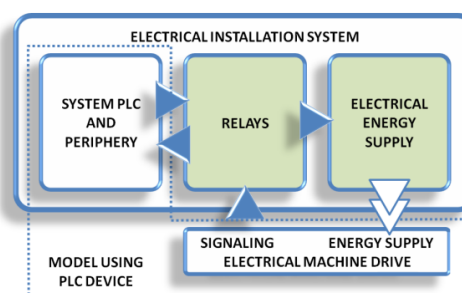 ELECTRICAL INSTALLATION SYSTEM
SYSTEM PLC
AND
PERIPHERY
RELAYS
ELECTRICAL
ENERGY
SUPPLY
SIGNALING ENERGY SUPPLY
ELECTRICAL MACHINE DRIVE
MODEL USING
PLC DEVICE